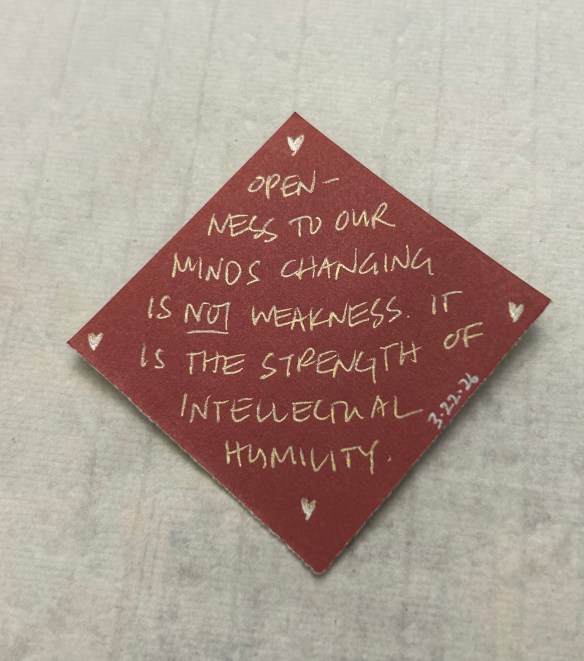 OPEN-
NESS TO OUR
MINDS CHANGING
IS NOT WEAKNESS. IT
IS THE STRENGTH OF
INTELLECTUAL
HUMILITY.
3.22.26